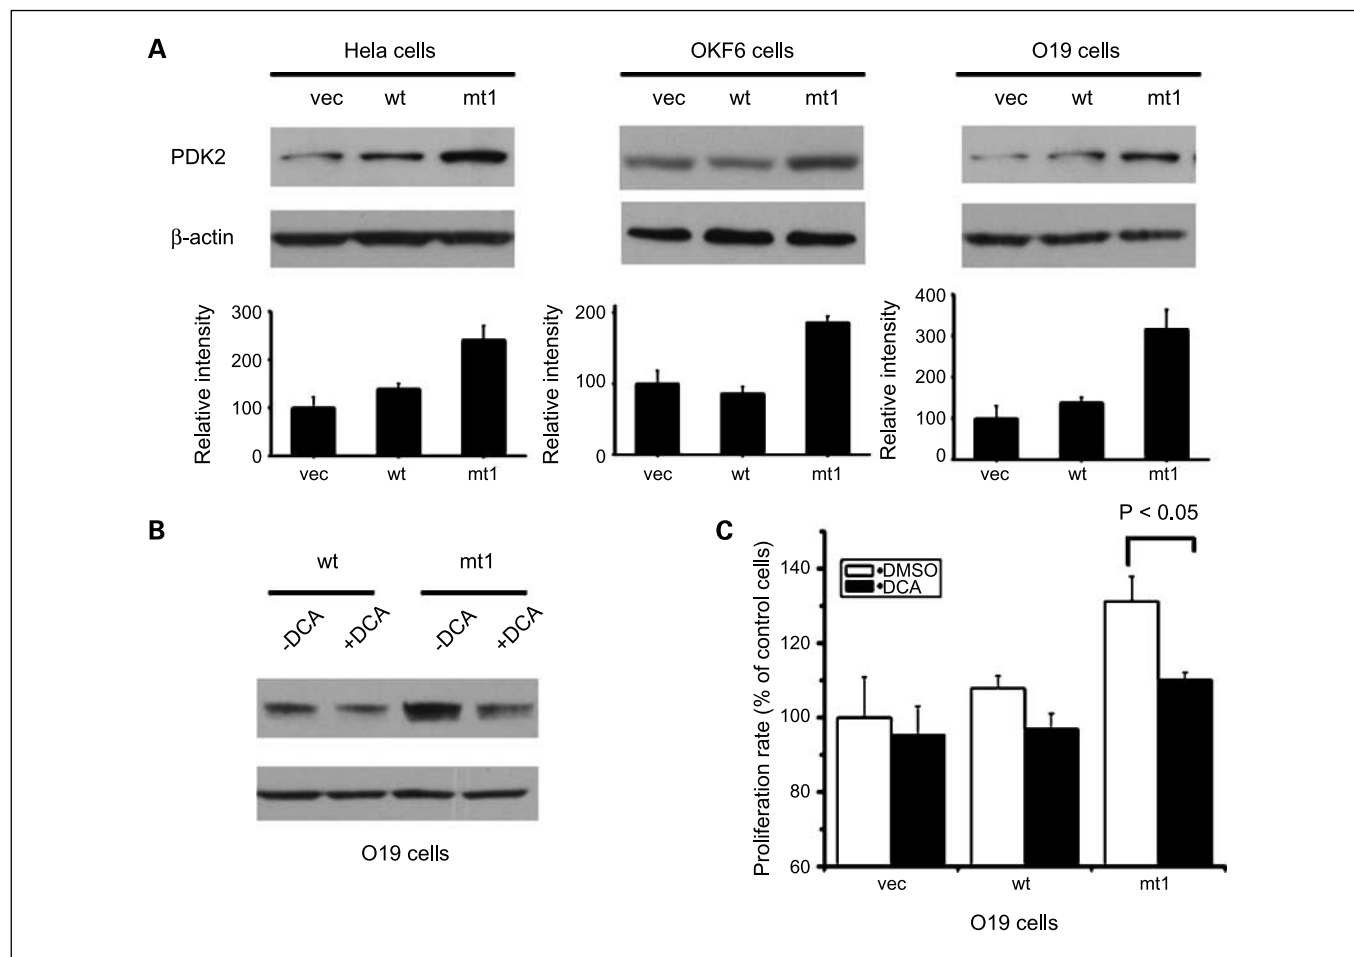 A
Hela cells
OKF6 cells
O19 cells
vec wt mt1
vec wt mt1
vec wt mt1
PDK2
β-actin
Relative intensity
300
200
100
0
vec wt mt1
Relative intensity
200
100
0
vec wt mt1
Relative intensity
400
300
200
100
0
vec wt mt1
B
wt mt1
-DCA +DCA -DCA +DCA
O19 cells
C
P < 0.05
Proliferation rate (% of control cells)
140
120
100
80
60
+DMSO
+DCA
vec wt mt1
O19 cells